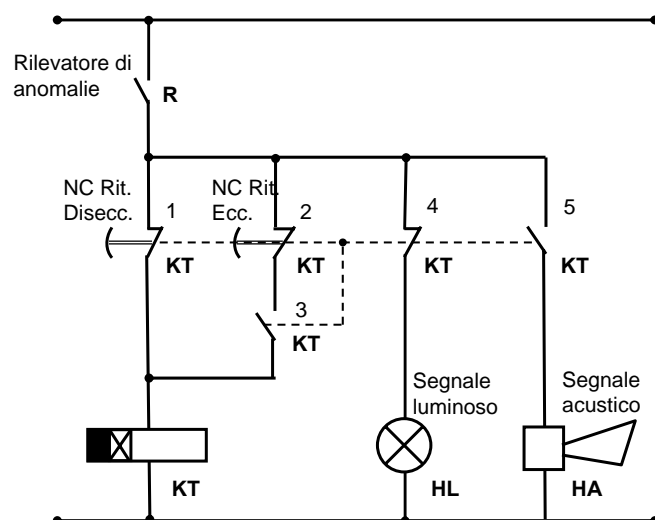 Rilevatore di
anomalie
R
NC Rit.
Disecc.
1
NC Rit.
Ecc.
2
4
5
KT
KT
KT
KT
3
KT
Segnale
luminoso
Segnale
acustico
KT
HL
HA